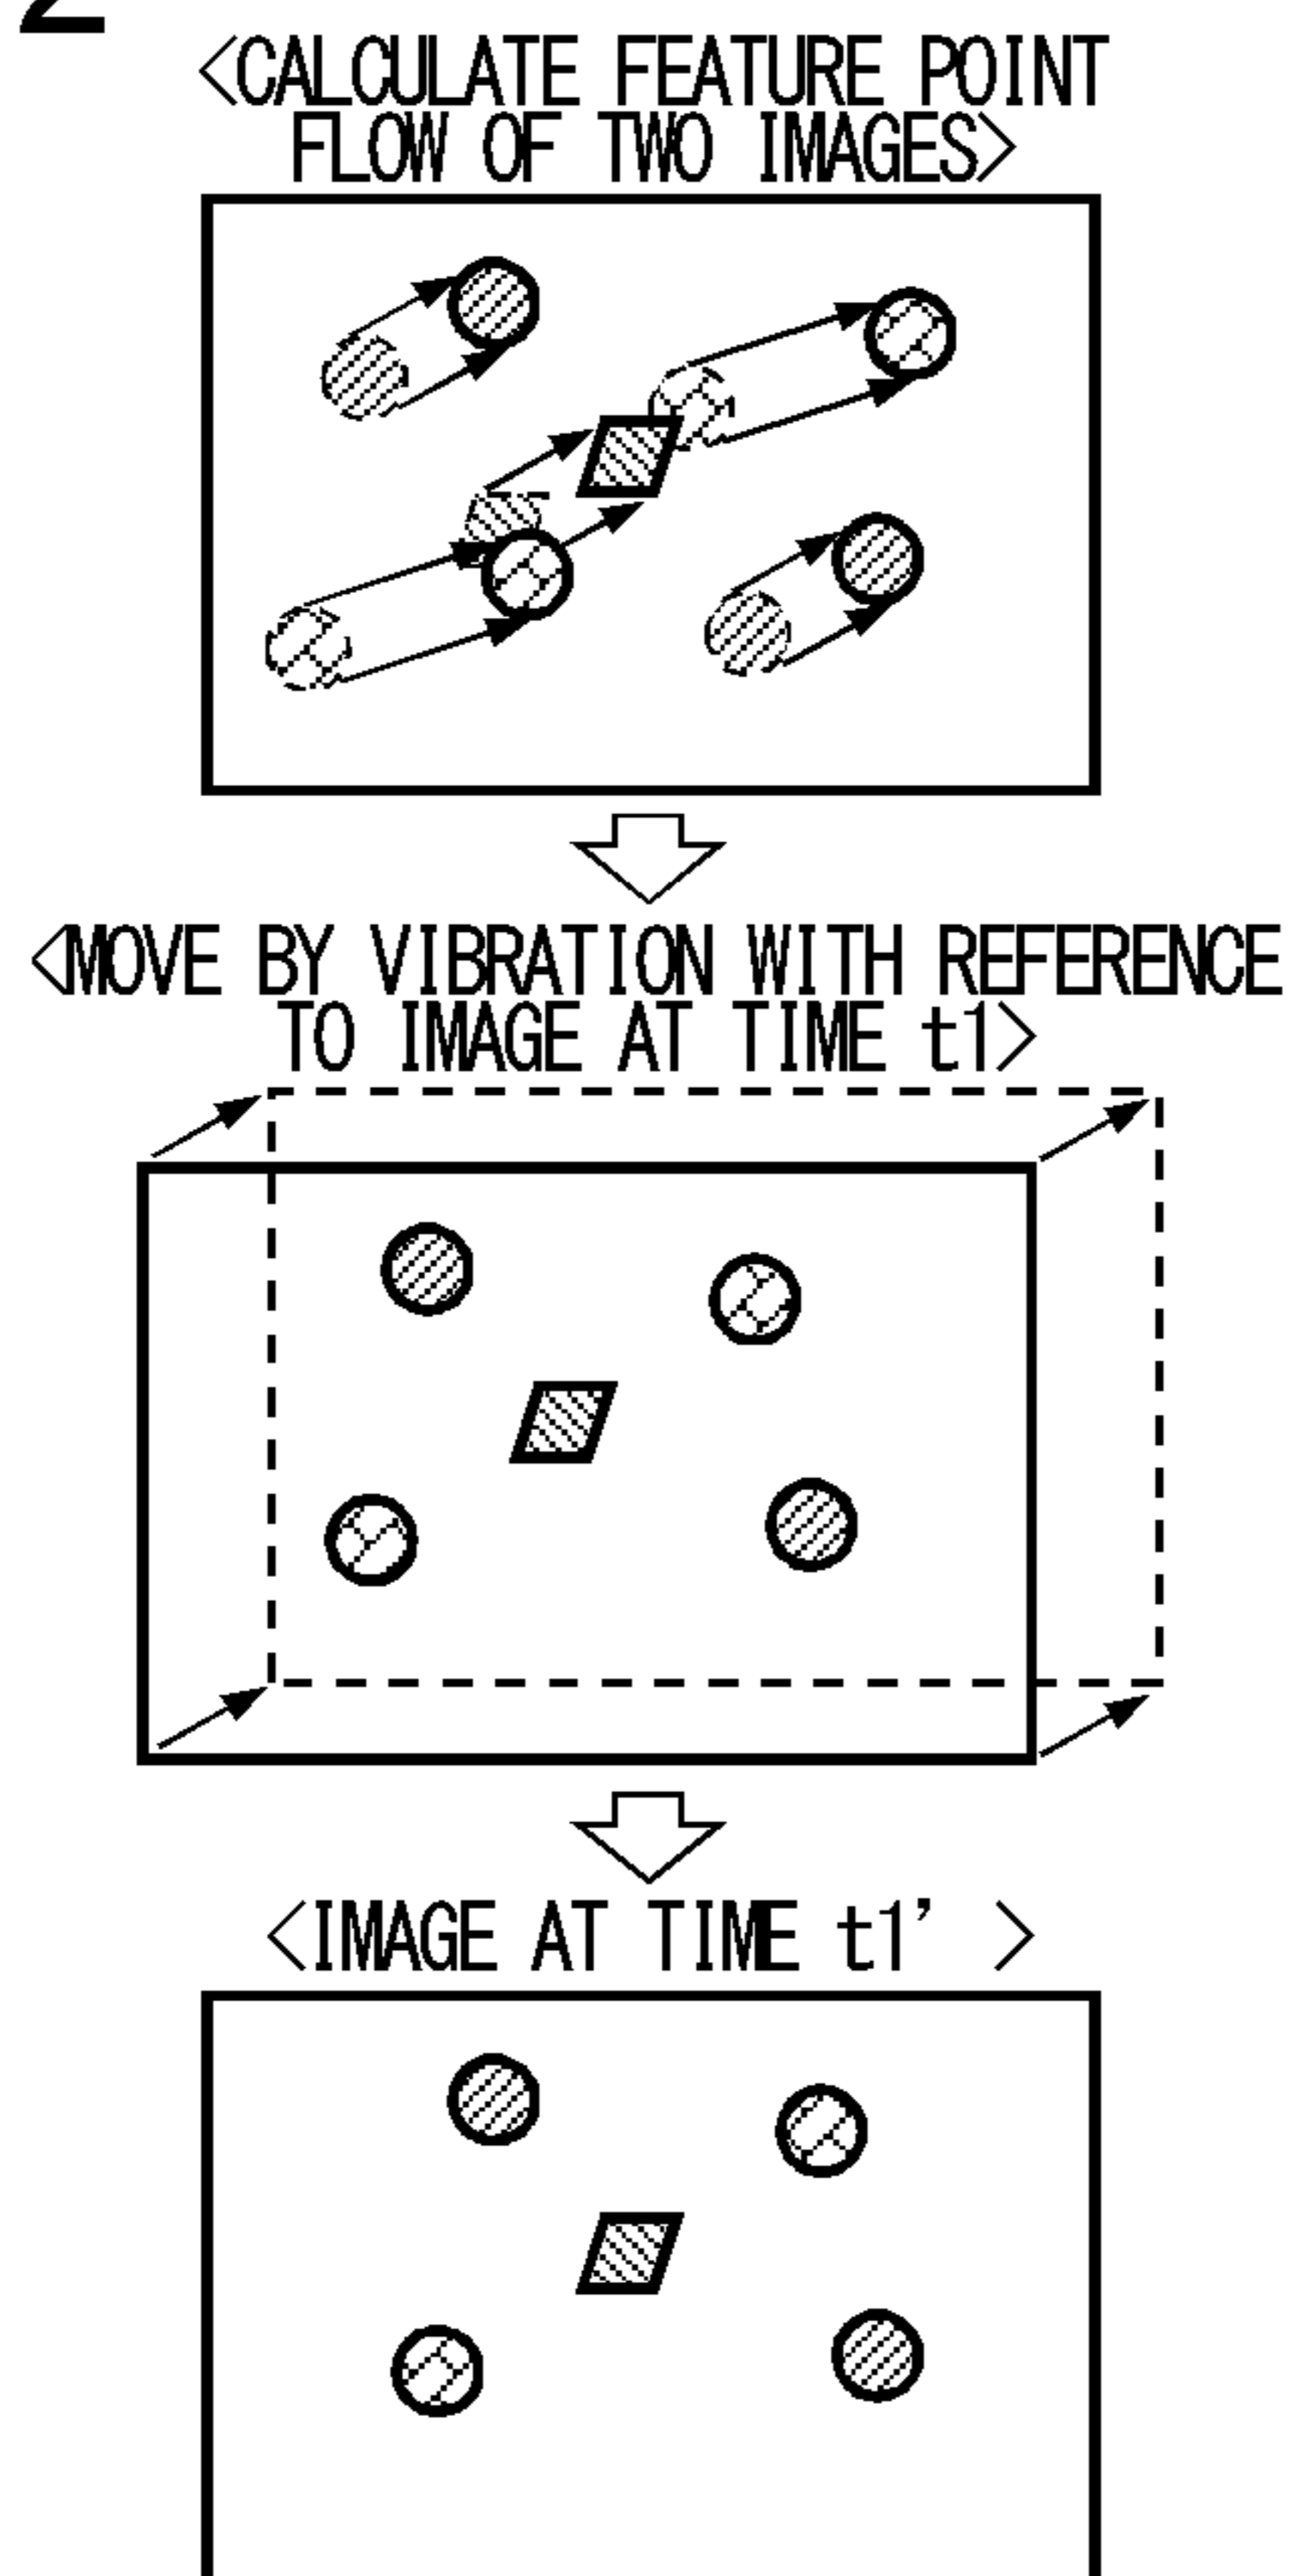 <CALCULATE FEATURE POINT
FLOW OF TWO IMAGES>
<MOVE BY VIBRATION WITH REFERENCE
TO IMAGE AT TIME t1>
<IMAGE AT TIME t1' >